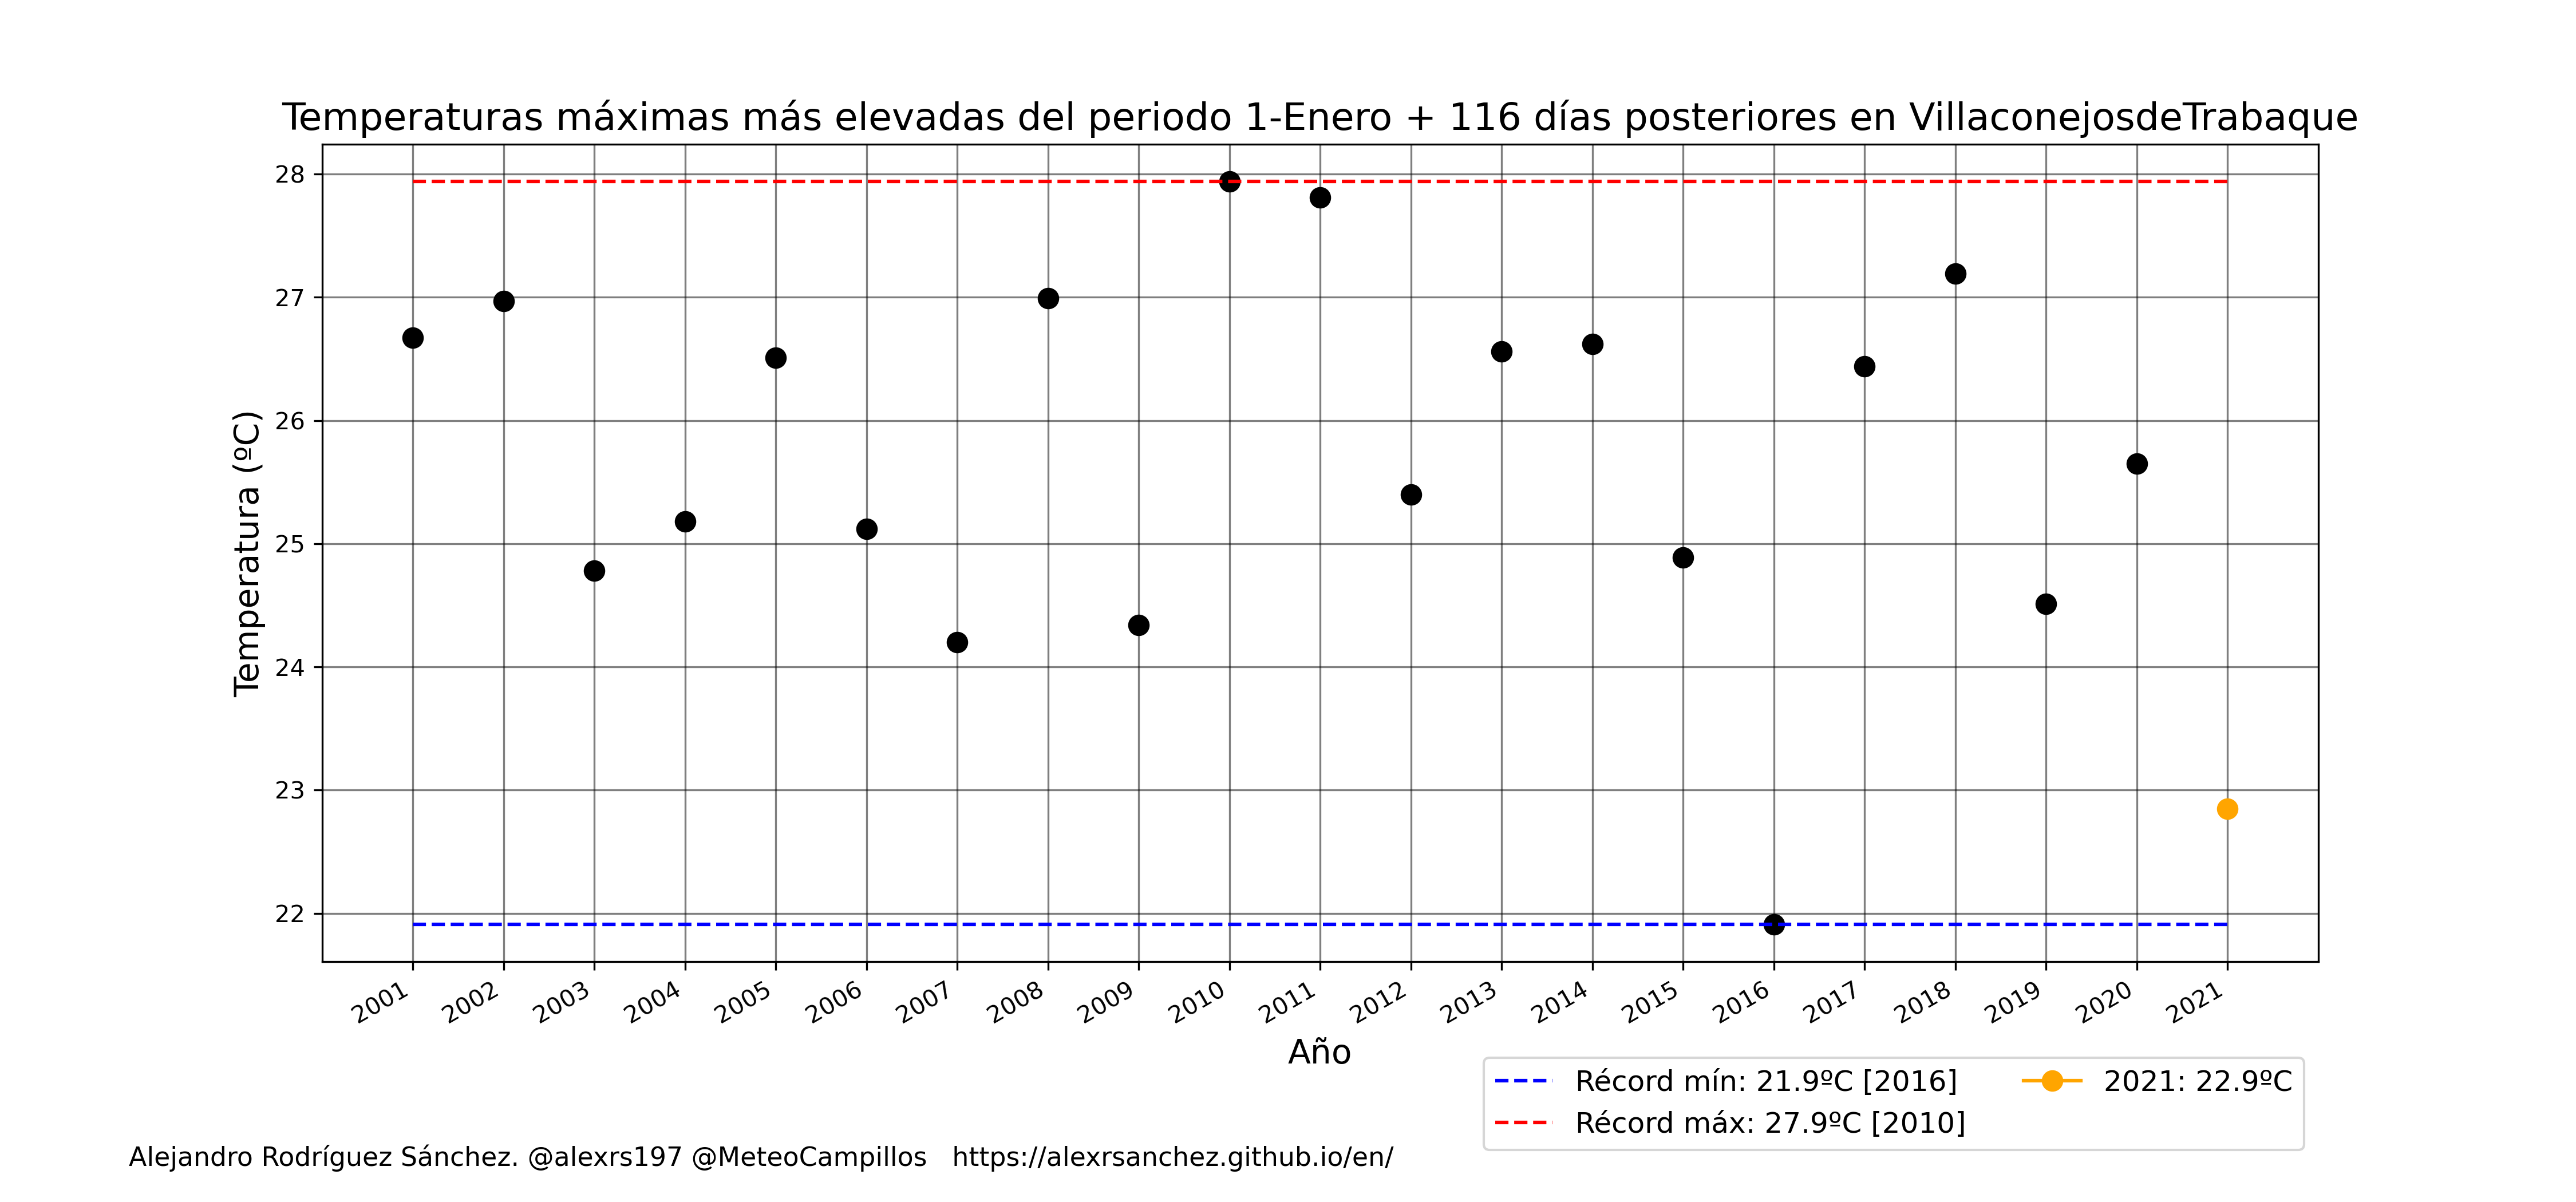 Temperaturas máximas más elevadas del periodo 1-Enero + 116 días posteriores en VillaconejosdeTrabaque
Temperatura (ºC)
28
27
26
25
24
23
22
2001 2002 2003 2004 2005 2006 2007 2008 2009 2010 2011 2012 2013 2014 2015 2016 2017 2018 2019 2020 2021
Año
Récord mín: 21.9ºC [2016]
Récord máx: 27.9ºC [2010]
2021: 22.9ºC
Alejandro Rodríguez Sánchez. @alexrs197 @MeteoCampillos https://alexrsanchez.github.io/en/